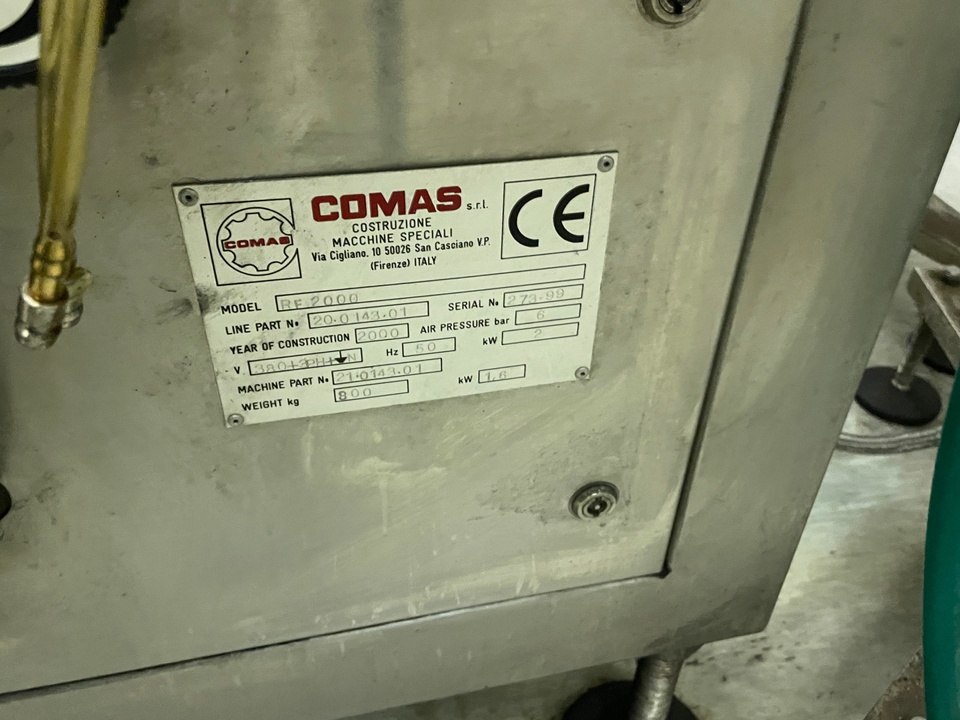 COMAS
COMAS s.r.l.
COSTRUZIONE
MACCHINE SPECIALI
Via Cigliano. 10 50026 San Casciano V.P.
(Firenze) ITALY
CE
MODEL RF 2000
LINE PART N. 20.0143.01 SERIAL N. 273-99
YEAR OF CONSTRUCTION 2000 AIR PRESSURE bar 6
V 380+3PH+N Hz 50 kW 2
MACHINE PART N. 21.0143.01
WEIGHT kg 800 kW 1,6